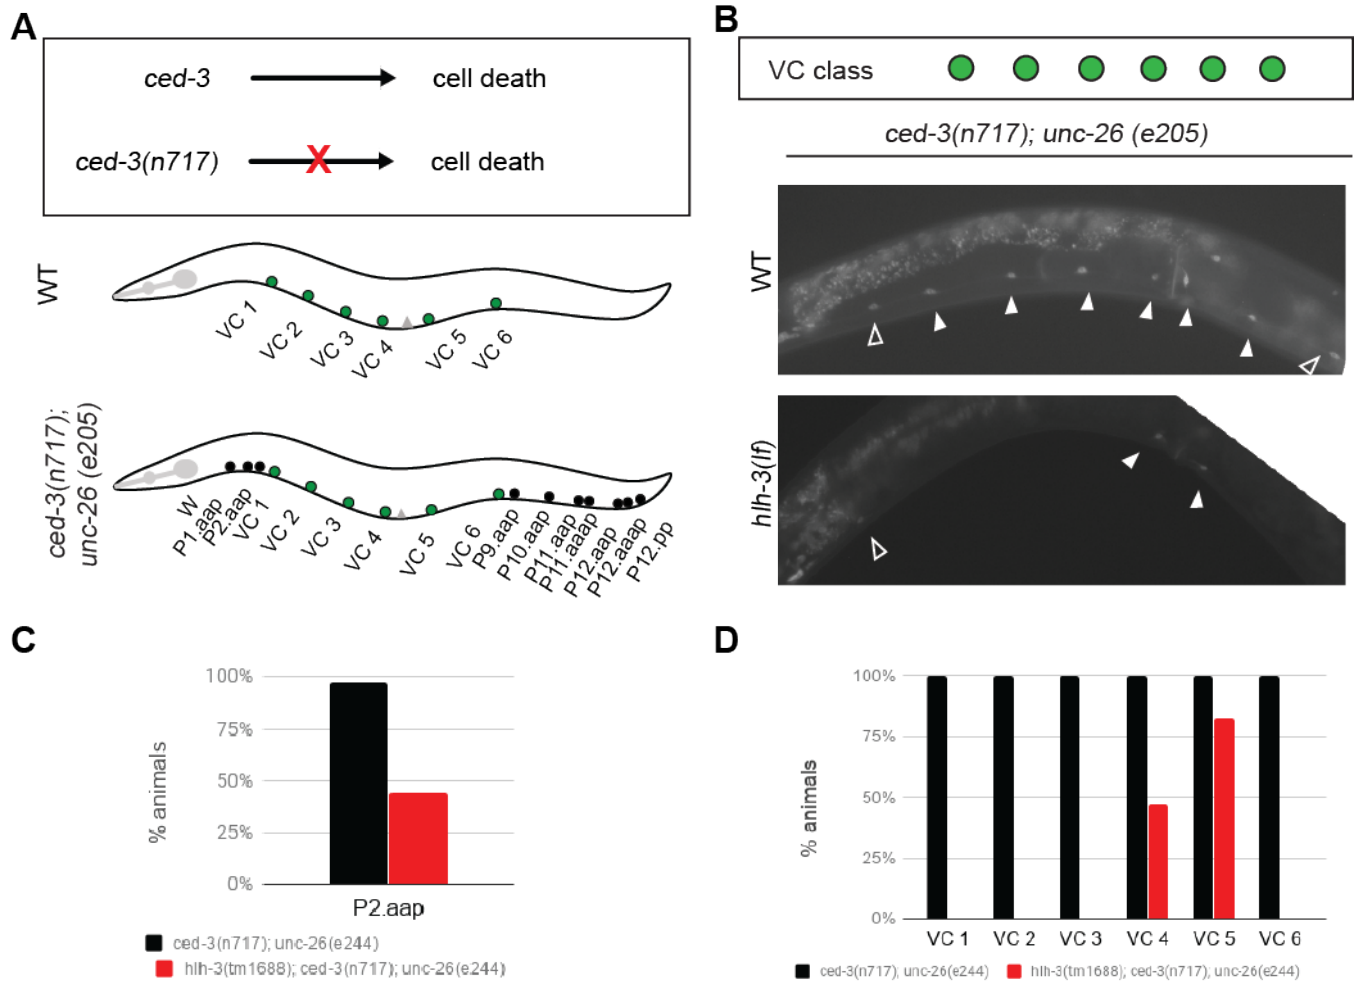 A
ced-3 cell death
ced-3(n717) X cell death
WT
VC 1
VC 2
VC 3
VC 4
VC 5
VC 6
ced-3(n717);
unc-26 (e205)
W
P1.aap
P2.aap
VC 1
VC 2
VC 3
VC 4
VC 5
VC 6
P9.aap
P10.aap
P11.aap
P11.aaap
P12.aap
P12.aaap
P12.pp
B
VC class
ced-3(n717); unc-26 (e205)
WT
hlh-3(lf)
C
% animals
100%
75%
50%
25%
0%
P2.aap
ced-3(n717); unc-26(e244)
hlh-3(tm1688); ced-3(n717); unc-26(e244)
D
% animals
100%
75%
50%
25%
0%
VC 1 VC 2 VC 3 VC 4 VC 5 VC 6
ced-3(n717); unc-26(e244) hlh-3(tm1688); ced-3(n717); unc-26(e244)